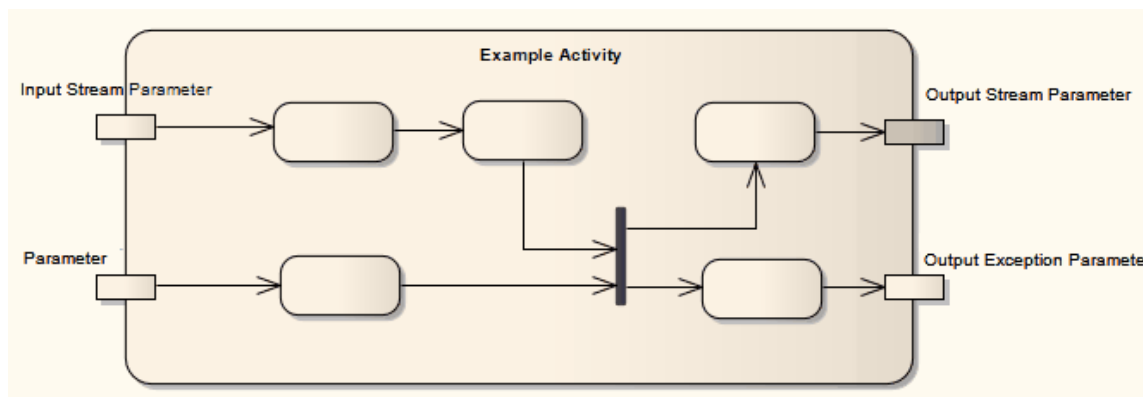 Example Activity
Input Stream Parameter
Output Stream Parameter
Parameter
Output Exception Paramete